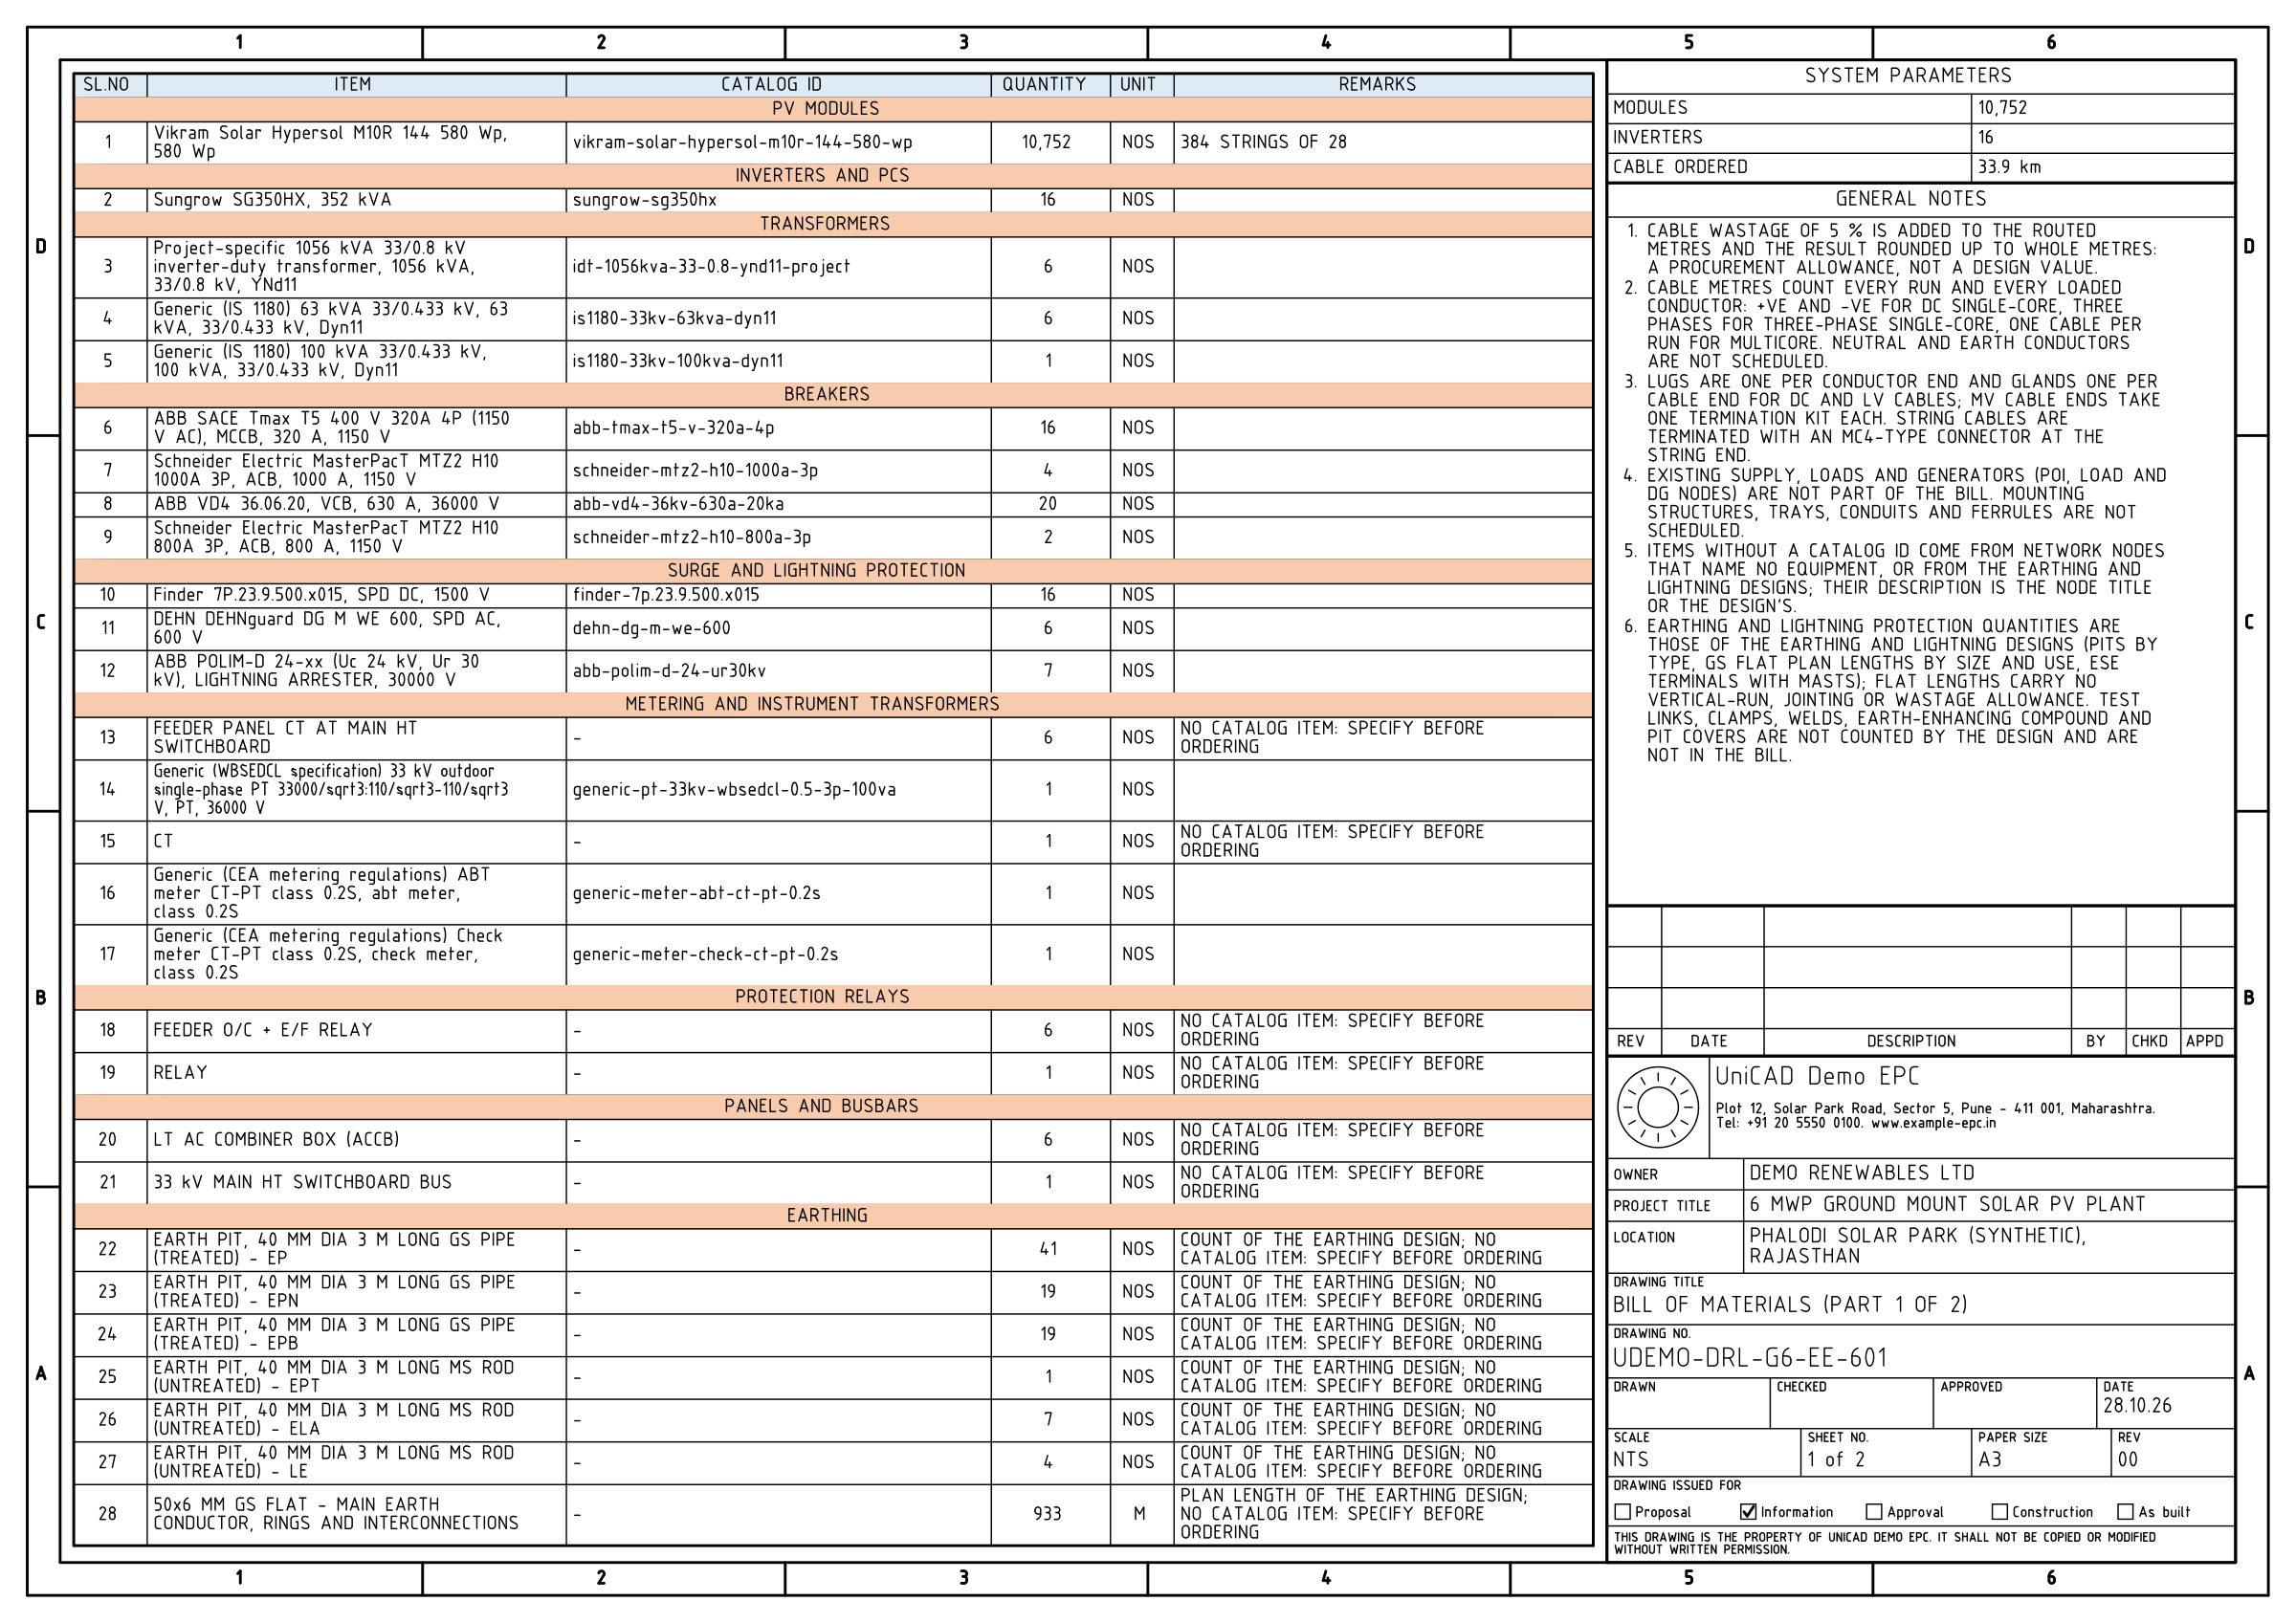 1 2 3 4 5 6
SL.NO ITEM CATALOG ID QUANTITY UNIT REMARKS
PV MODULES
1 Vikram Solar Hypersol M10R 144 580 Wp, vikram-solar-hypersol-m10r-144-580-wp 10,752 NOS 384 STRINGS OF 28
580 Wp
INVERTERS AND PCS
2 Sungrow SG350HX, 352 kVA sungrow-sg350hx 16 NOS
TRANSFORMERS
3 Project-specific 1056 kVA 33/0.8 kV idt-1056kva-33-0.8-ynd11-project 6 NOS
inverter-duty transformer, 1056 kVA,
33/0.8 kV, YNd11
4 Generic (IS 1180) 63 kVA 33/0.433 kV, 63 is1180-33kv-63kva-dyn11 6 NOS
kVA, 33/0.433 kV, Dyn11
5 Generic (IS 1180) 100 kVA 33/0.433 kV, is1180-33kv-100kva-dyn11 1 NOS
100 kVA, 33/0.433 kV, Dyn11
BREAKERS
6 ABB SACE Tmax T5 400 V 320A 4P (1150 abb-tmax-t5-v-320a-4p 16 NOS
V AC), MCCB, 320 A, 1150 V
7 Schneider Electric MasterPacT MTZ2 H10 schneider-mtz2-h10-1000a-3p 4 NOS
1000A 3P, ACB, 1000 A, 1150 V
8 ABB VD4 36.06.20, VCB, 630 A, 36000 V abb-vd4-36kv-630a-20ka 20 NOS
9 Schneider Electric MasterPacT MTZ2 H10 schneider-mtz2-h10-800a-3p 2 NOS
800A 3P, ACB, 800 A, 1150 V
SURGE AND LIGHTNING PROTECTION
10 Finder 7P.23.9.500.x015, SPD DC, 1500 V finder-7p.23.9.500.x015 16 NOS
11 DEHN DEHNguard DG M WE 600, SPD AC, dehn-dg-m-we-600 6 NOS
600 V
12 ABB POLIM-D 24-xx (Uc 24 kV, Ur 30 abb-polim-d-24-ur30kv 7 NOS
kV), LIGHTNING ARRESTER, 30000 V
METERING AND INSTRUMENT TRANSFORMERS
13 FEEDER PANEL CT AT MAIN HT - 6 NOS NO CATALOG ITEM: SPECIFY BEFORE
SWITCHBOARD ORDERING
14 Generic (WBSEDCL specification) 33 kV outdoor generic-pt-33kv-wbsedcl-0.5-3p-100va 1 NOS
single-phase PT 33000/sqrt3:110/sqrt3-110/sqrt3
V, PT, 36000 V
15 CT - 1 NOS NO CATALOG ITEM: SPECIFY BEFORE
ORDERING
16 Generic (CEA metering regulations) ABT generic-meter-abt-ct-pt-0.2s 1 NOS
meter CT-PT class 0.2S, abt meter,
class 0.2S
17 Generic (CEA metering regulations) Check generic-meter-check-ct-pt-0.2s 1 NOS
meter CT-PT class 0.2S, check meter,
class 0.2S
PROTECTION RELAYS
18 FEEDER O/C + E/F RELAY - 6 NOS NO CATALOG ITEM: SPECIFY BEFORE
ORDERING
19 RELAY - 1 NOS NO CATALOG ITEM: SPECIFY BEFORE
ORDERING
PANELS AND BUSBARS
20 LT AC COMBINER BOX (ACCB) - 6 NOS NO CATALOG ITEM: SPECIFY BEFORE
ORDERING
21 33 kV MAIN HT SWITCHBOARD BUS - 1 NOS NO CATALOG ITEM: SPECIFY BEFORE
ORDERING
EARTHING
22 EARTH PIT, 40 MM DIA 3 M LONG GS PIPE - 41 NOS COUNT OF THE EARTHING DESIGN; NO
(TREATED) - EP CATALOG ITEM: SPECIFY BEFORE ORDERING
23 EARTH PIT, 40 MM DIA 3 M LONG GS PIPE - 19 NOS COUNT OF THE EARTHING DESIGN; NO
(TREATED) - EPN CATALOG ITEM: SPECIFY BEFORE ORDERING
24 EARTH PIT, 40 MM DIA 3 M LONG GS PIPE - 19 NOS COUNT OF THE EARTHING DESIGN; NO
(TREATED) - EPB CATALOG ITEM: SPECIFY BEFORE ORDERING
25 EARTH PIT, 40 MM DIA 3 M LONG MS ROD - 1 NOS COUNT OF THE EARTHING DESIGN; NO
(UNTREATED) - EPT CATALOG ITEM: SPECIFY BEFORE ORDERING
26 EARTH PIT, 40 MM DIA 3 M LONG MS ROD - 7 NOS COUNT OF THE EARTHING DESIGN; NO
(UNTREATED) - ELA CATALOG ITEM: SPECIFY BEFORE ORDERING
27 EARTH PIT, 40 MM DIA 3 M LONG MS ROD - 4 NOS COUNT OF THE EARTHING DESIGN; NO
(UNTREATED) - LE CATALOG ITEM: SPECIFY BEFORE ORDERING
28 50x6 MM GS FLAT - MAIN EARTH - 933 M PLAN LENGTH OF THE EARTHING DESIGN;
CONDUCTOR, RINGS AND INTERCONNECTIONS NO CATALOG ITEM: SPECIFY BEFORE
ORDERING
SYSTEM PARAMETERS
MODULES 10,752
INVERTERS 16
CABLE ORDERED 33.9 km
GENERAL NOTES
1. CABLE WASTAGE OF 5 % IS ADDED TO THE ROUTED
METRES AND THE RESULT ROUNDED UP TO WHOLE METRES:
A PROCUREMENT ALLOWANCE, NOT A DESIGN VALUE.
2. CABLE METRES COUNT EVERY RUN AND EVERY LOADED
CONDUCTOR: +VE AND -VE FOR DC SINGLE-CORE, THREE
PHASES FOR THREE-PHASE SINGLE-CORE, ONE CABLE PER
RUN FOR MULTICORE. NEUTRAL AND EARTH CONDUCTORS
ARE NOT SCHEDULED.
3. LUGS ARE ONE PER CONDUCTOR END AND GLANDS ONE PER
CABLE END FOR DC AND LV CABLES; MV CABLE ENDS TAKE
ONE TERMINATION KIT EACH. STRING CABLES ARE
TERMINATED WITH AN MC4-TYPE CONNECTOR AT THE
STRING END.
4. EXISTING SUPPLY, LOADS AND GENERATORS (POI, LOAD AND
DG NODES) ARE NOT PART OF THE BILL. MOUNTING
STRUCTURES, TRAYS, CONDUITS AND FERRULES ARE NOT
SCHEDULED.
5. ITEMS WITHOUT A CATALOG ID COME FROM NETWORK NODES
THAT NAME NO EQUIPMENT, OR FROM THE EARTHING AND
LIGHTNING DESIGNS; THEIR DESCRIPTION IS THE NODE TITLE
OR THE DESIGN'S.
6. EARTHING AND LIGHTNING PROTECTION QUANTITIES ARE
THOSE OF THE EARTHING AND LIGHTNING DESIGNS (PITS BY
TYPE, GS FLAT PLAN LENGTHS BY SIZE AND USE, ESE
TERMINALS WITH MASTS); FLAT LENGTHS CARRY NO
VERTICAL-RUN, JOINTING OR WASTAGE ALLOWANCE. TEST
LINKS, CLAMPS, WELDS, EARTH-ENHANCING COMPOUND AND
PIT COVERS ARE NOT COUNTED BY THE DESIGN AND ARE
NOT IN THE BILL.
REV DATE DESCRIPTION BY CHKD APPD
UniCAD Demo EPC
Plot 12, Solar Park Road, Sector 5, Pune - 411 001, Maharashtra.
Tel: +91 20 5550 0100. www.example-epc.in
OWNER DEMO RENEWABLES LTD
PROJECT TITLE 6 MWP GROUND MOUNT SOLAR PV PLANT
LOCATION PHALODI SOLAR PARK (SYNTHETIC),
RAJASTHAN
DRAWING TITLE
BILL OF MATERIALS (PART 1 OF 2)
DRAWING NO.
UDEMO-DRL-G6-EE-601
DRAWN CHECKED APPROVED DATE
28.10.26
SCALE SHEET NO. PAPER SIZE REV
NTS 1 of 2 A3 00
DRAWING ISSUED FOR
Proposal Information Approval Construction As built
THIS DRAWING IS THE PROPERTY OF UNICAD DEMO EPC. IT SHALL NOT BE COPIED OR MODIFIED
WITHOUT WRITTEN PERMISSION.
D D
C C
B B
A A
1 2 3 4 5 6